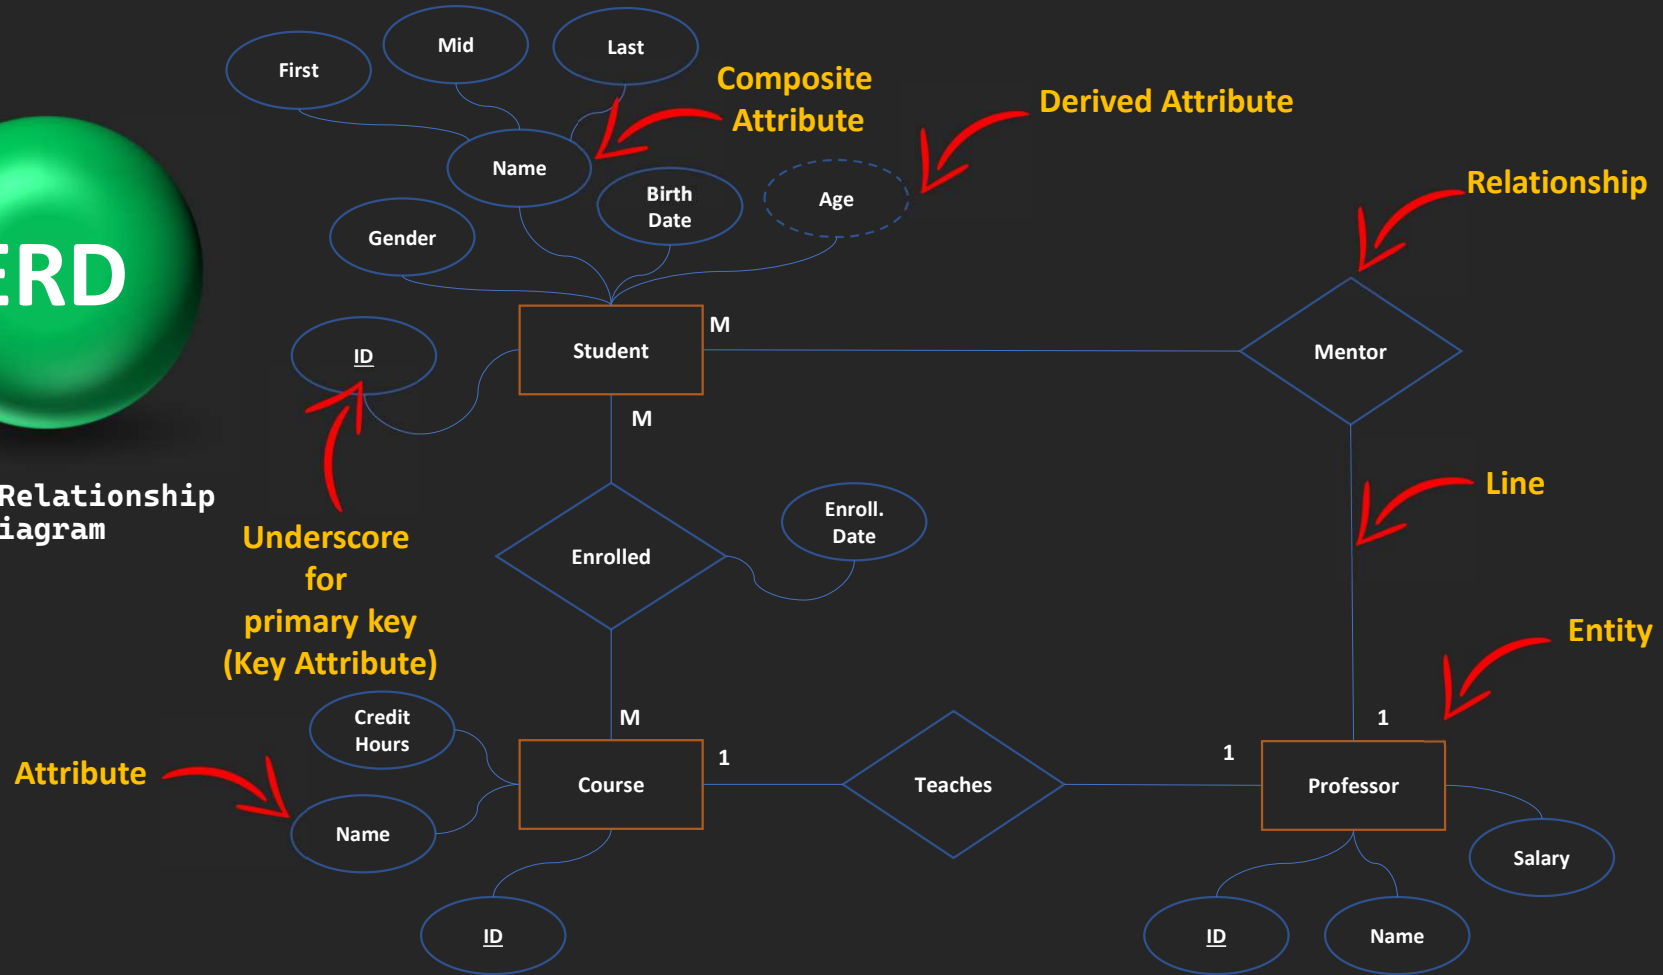 First
Mid
Last
Composite
Attribute
Derived Attribute
Name
Birth
Date
Age
Relationship
Gender
ERD
M
ID
Student
Mentor
M
Relationship
iagram
Line
Underscore
for
primary key
(Key Attribute)
Enroll.
Date
Enrolled
Entity
Credit
Hours
M
1
1
1
Attribute
Course
Teaches
Professor
Name
Salary
ID
ID
Name